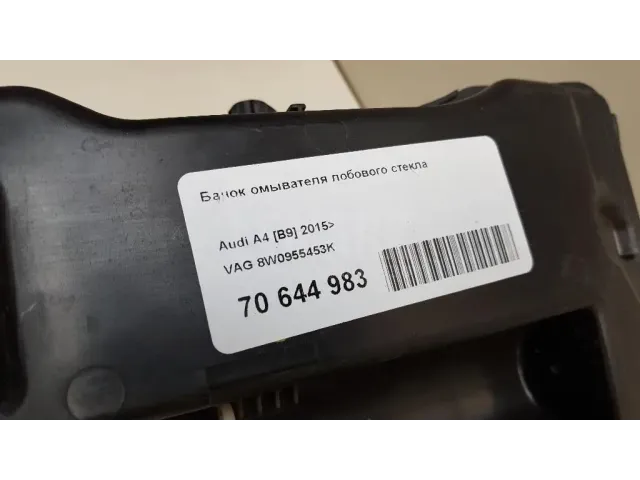 Бачок омывателя лобового стекла
Audi A4 [B9] 2015>
VAG 8W0955453K
70 644 983